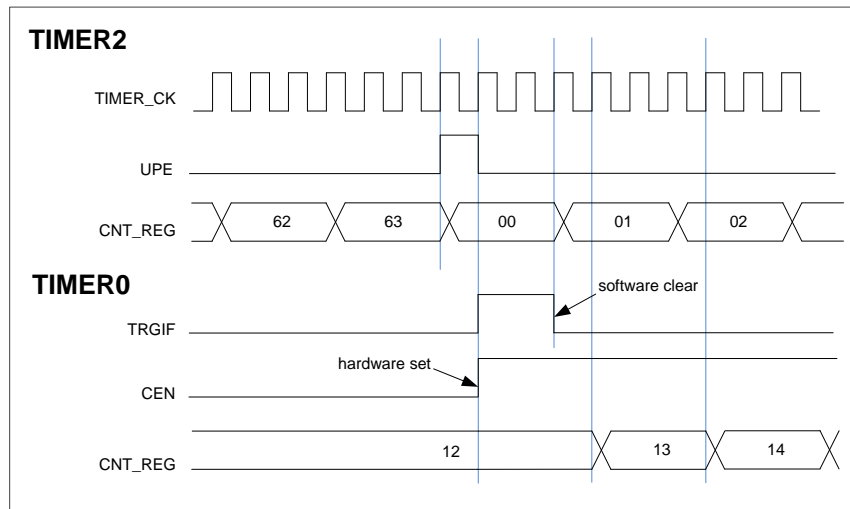 TIMER2
TIMER_CK
UPE
CNT_REG 62 63 00 01 02
TIMER0
software clear
TRGIF
hardware set
CEN
CNT_REG 12 13 14